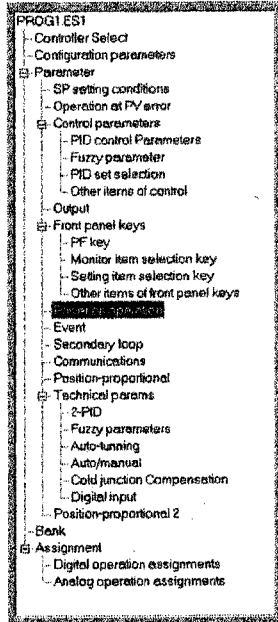 PROG1.ES1
Controller Select
Configuration parameters
Parameter
SP setting conditions
Operation at PV error
Control parameters
PID control Parameters
Fuzzy parameter
PID set selection
Other items of control
Output
Front panel keys
PF key
Monitor item selection key
Setting item selection key
Other items of front panel keys
Event
Secondary loop
Communications
Position-proportional
Technical params
2-PID
Fuzzy parameters
Auto-tunning
Auto/manual
Cold junction Compensation
Digital input
Position-proportional 2
Bank
Assignment
Digital operation assignments
Analog operation assignments